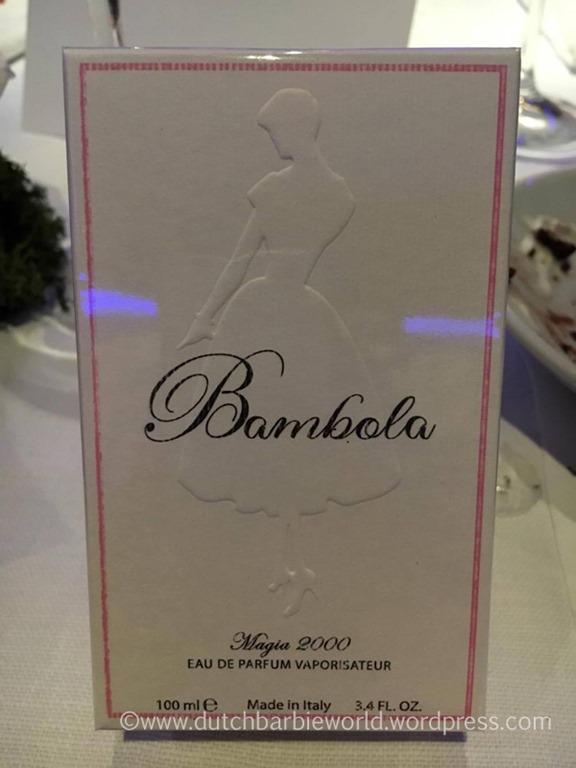 Bambola
Magia 2000
EAU DE PARFUM VAPORISATEUR
100 ml ℮ Made in Italy 3.4 FL. OZ.
©www.dutchbarbieworld.wordpress.com